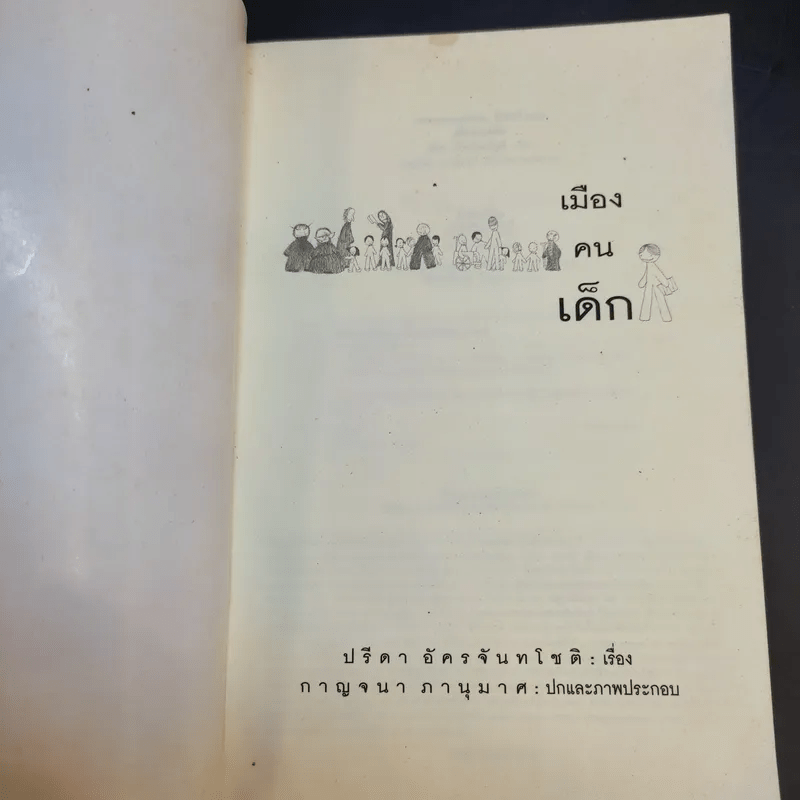 เมือง
คน
เด็ก
ปรีดา อัครจันทโชติ : เรื่อง
กาญจนา ภานุมาศ : ปกและภาพประกอบ